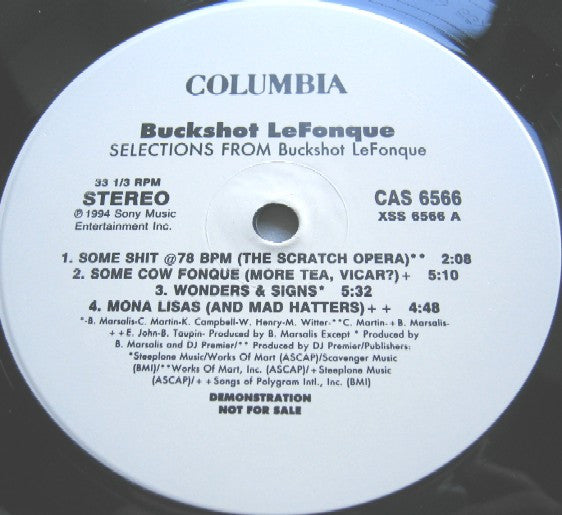 COLUMBIA
Buckshot LeFonque
SELECTIONS FROM Buckshot LeFonque
33 1/3 RPM
STEREO
℗ 1994 Sony Music
Entertainment Inc.
CAS 6566
XSS 6566 A
1. SOME SHIT @78 BPM (THE SCRATCH OPERA)** 2:08
2. SOME COW FONQUE (MORE TEA, VICAR?)+ 5:10
3. WONDERS & SIGNS* 5:32
4. MONA LISAS (AND MAD HATTERS)++ 4:48
*-B. Marsalis-C. Martin-K. Campbell-W. Henry-M. Witter-**C. Martin-+B. Marsalis-
++E. John-B. Taupin- Produced by B. Marsalis Except * Produced by
B. Marsalis and DJ Premier/** Produced by DJ Premier/Publishers:
*Steeplone Music/Works Of Mart (ASCAP)/Scavenger Music
(BMI)/**Works Of Mart, Inc. (ASCAP)/+Steeplone Music
(ASCAP)/++Songs of Polygram Intl., Inc. (BMI)
DEMONSTRATION
NOT FOR SALE